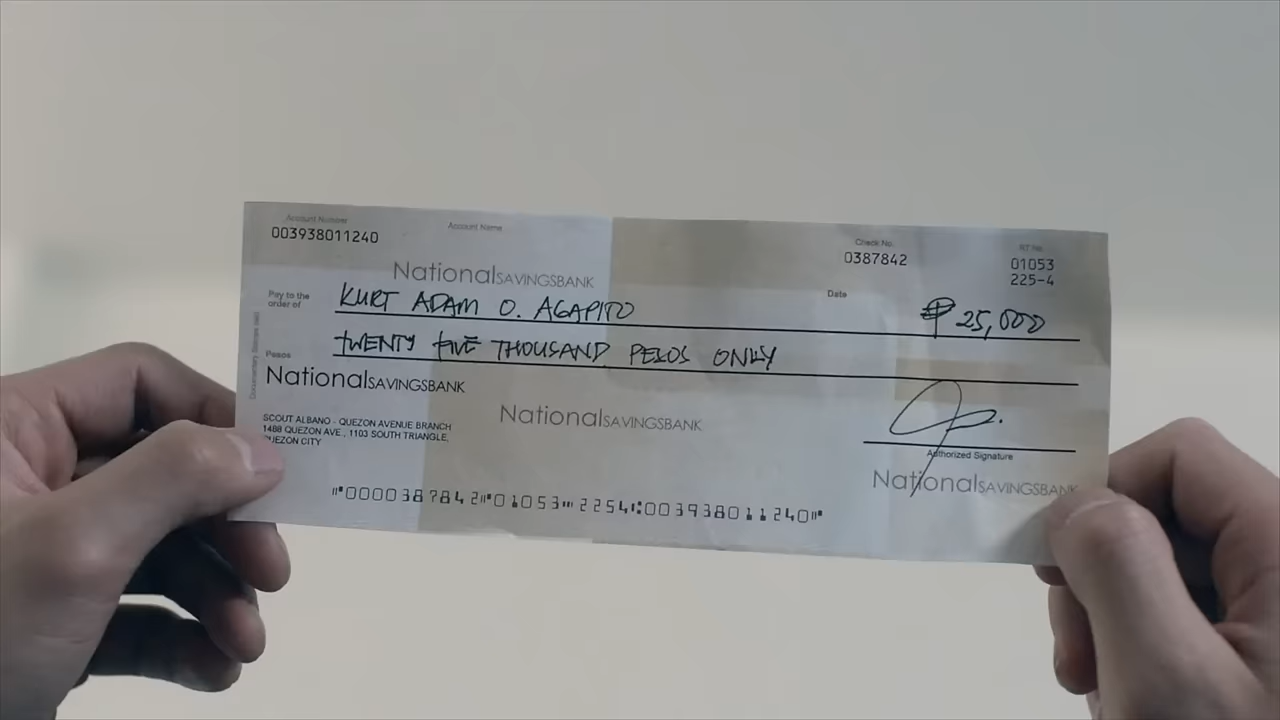 Account Number
003938011240
Account Name
Check No.
0387842
RT No.
01053
225-4
NationalSAVINGSBANK
Date
Pay to the
order of
KURT ADAM O. AGAPITO
₱ 25,000
Pesos
TWENTY FIVE THOUSAND PESOS ONLY
NationalSAVINGSBANK
NationalSAVINGSBANK
SCOUT ALBANO - QUEZON AVENUE BRANCH
1488 QUEZON AVE., 1103 SOUTH TRIANGLE,
QUEZON CITY
Authorized Signature
NationalSAVINGSBANK
⑈0000387842⑈01053⑉2254⑆003938011240⑈